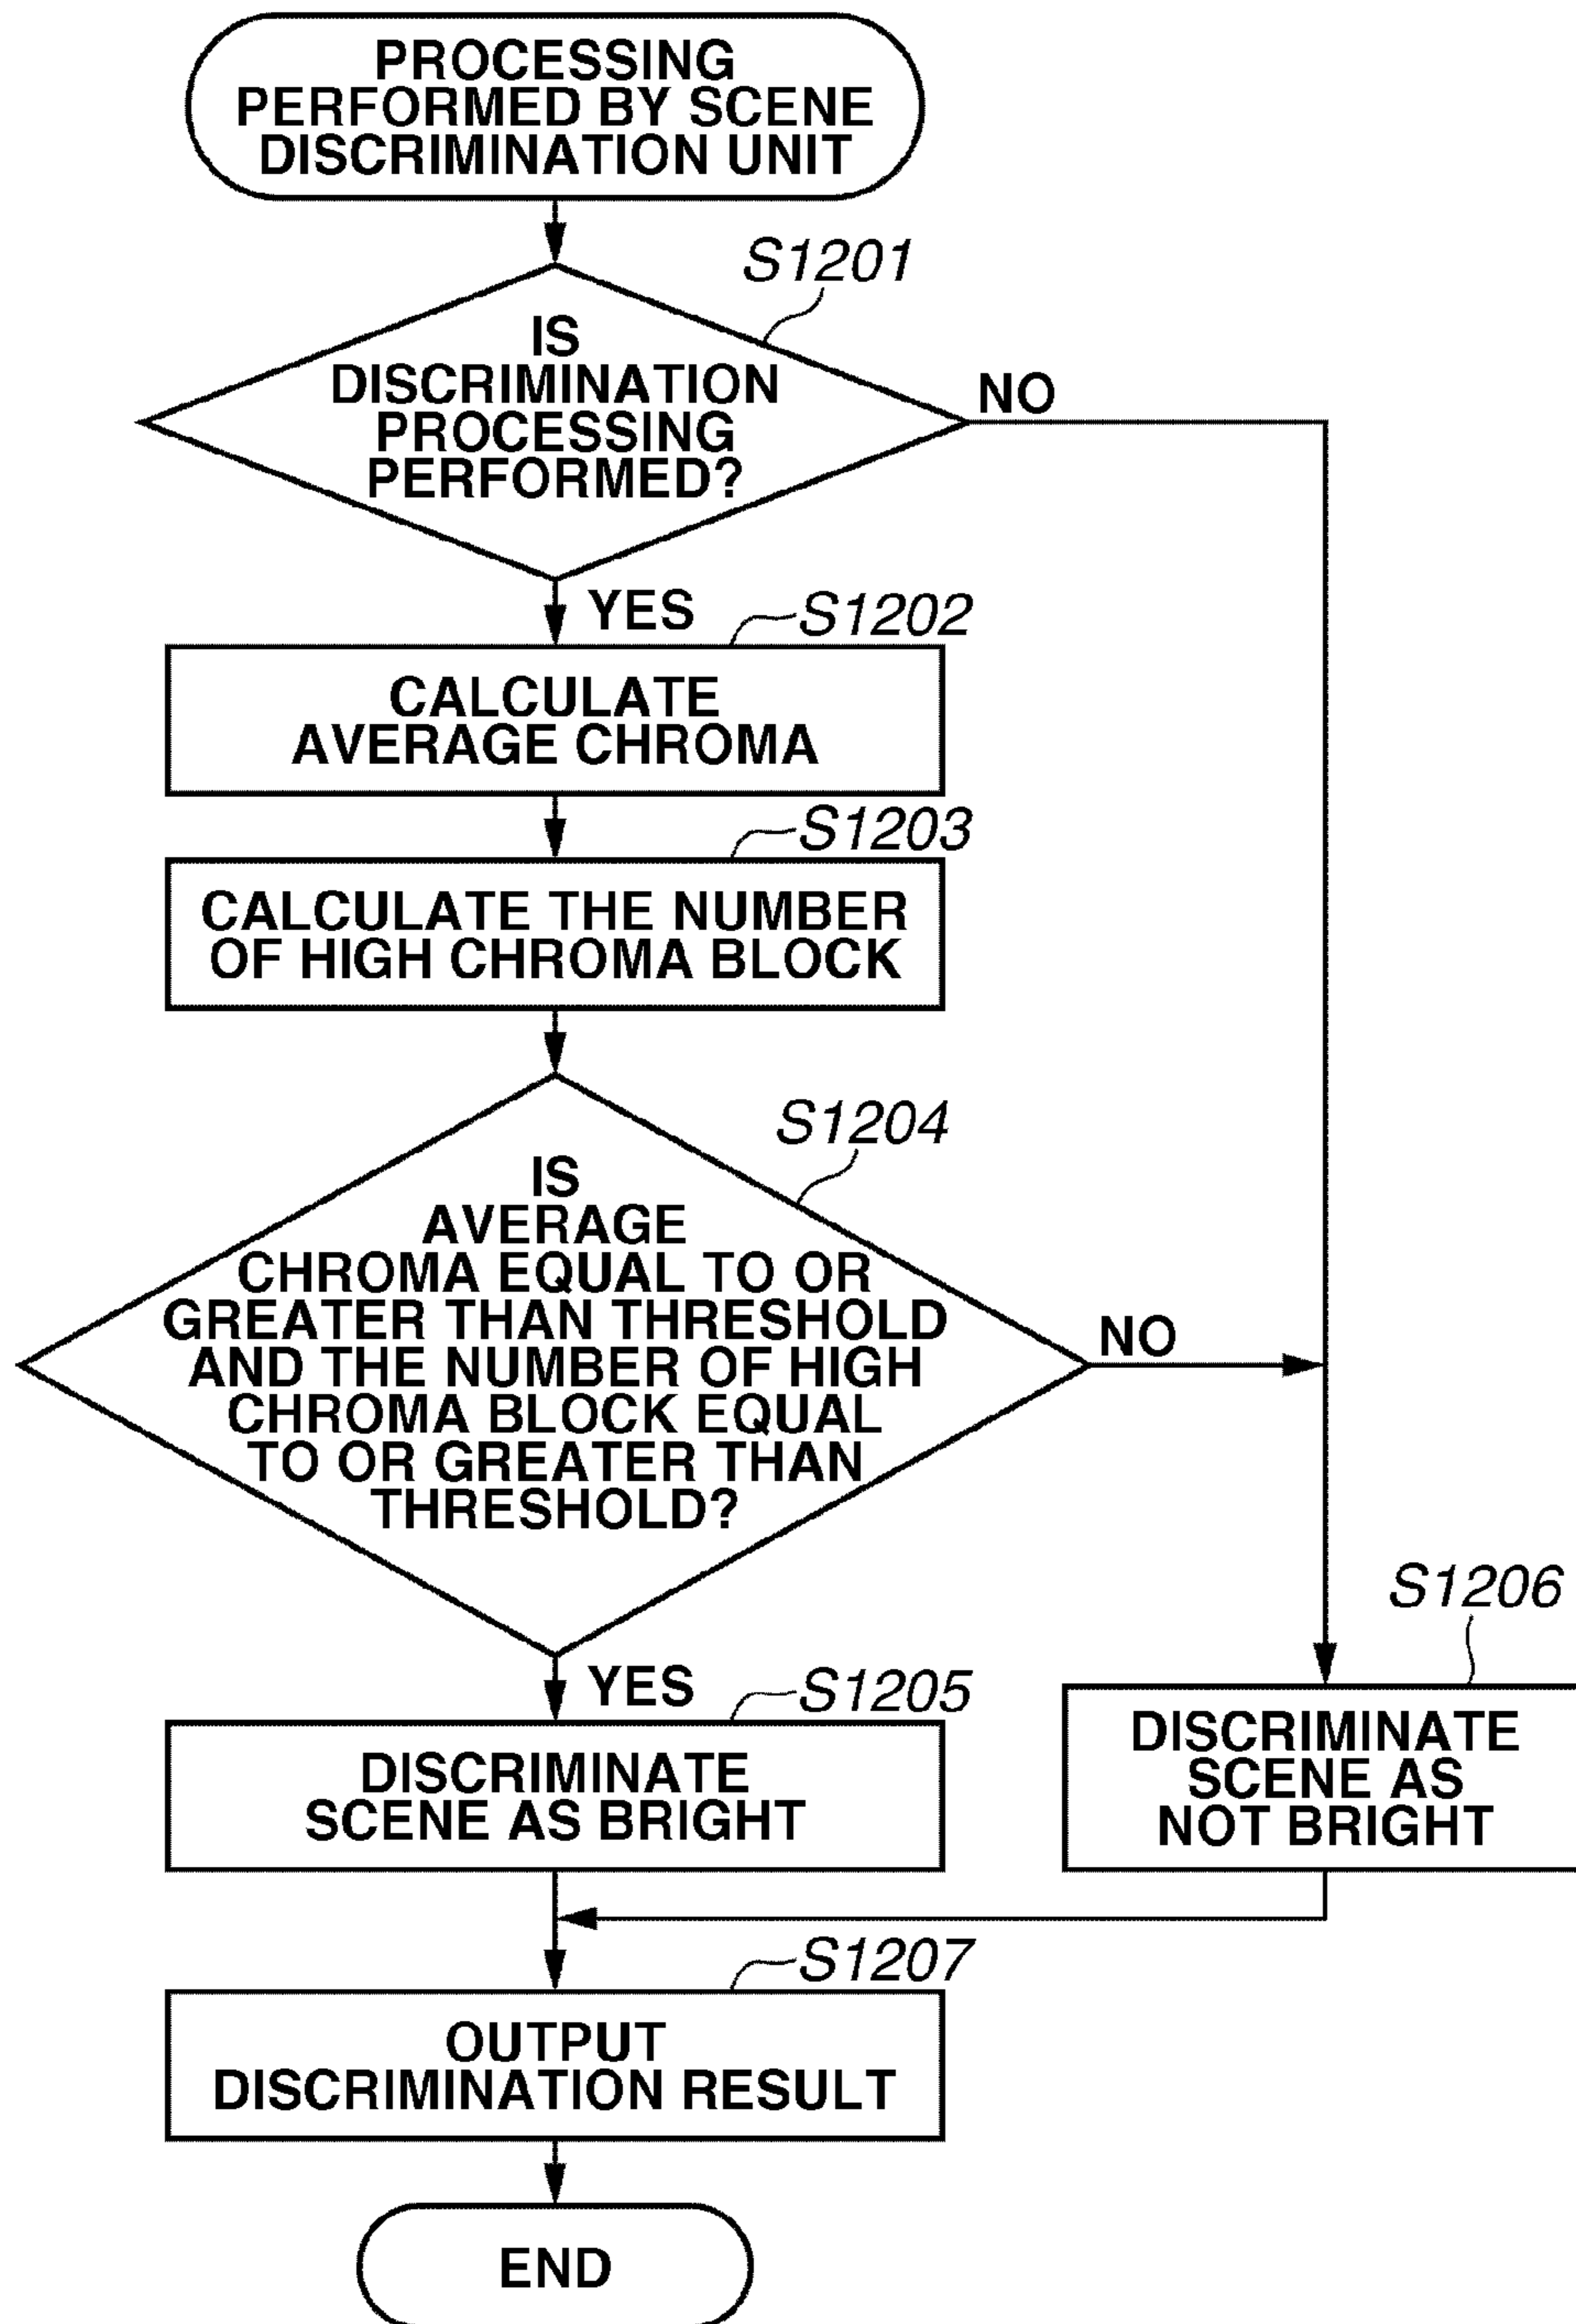 PROCESSING
PERFORMED BY SCENE
DISCRIMINATION UNIT
S1201
IS
DISCRIMINATION
PROCESSING
PERFORMED?
NO
YES
S1202
CALCULATE
AVERAGE CHROMA
S1203
CALCULATE THE NUMBER
OF HIGH CHROMA BLOCK
S1204
IS
AVERAGE
CHROMA EQUAL TO OR
GREATER THAN THRESHOLD
AND THE NUMBER OF HIGH
CHROMA BLOCK EQUAL
TO OR GREATER THAN
THRESHOLD?
NO
YES
S1205
DISCRIMINATE
SCENE AS BRIGHT
S1206
DISCRIMINATE
SCENE AS
NOT BRIGHT
S1207
OUTPUT
DISCRIMINATION RESULT
END